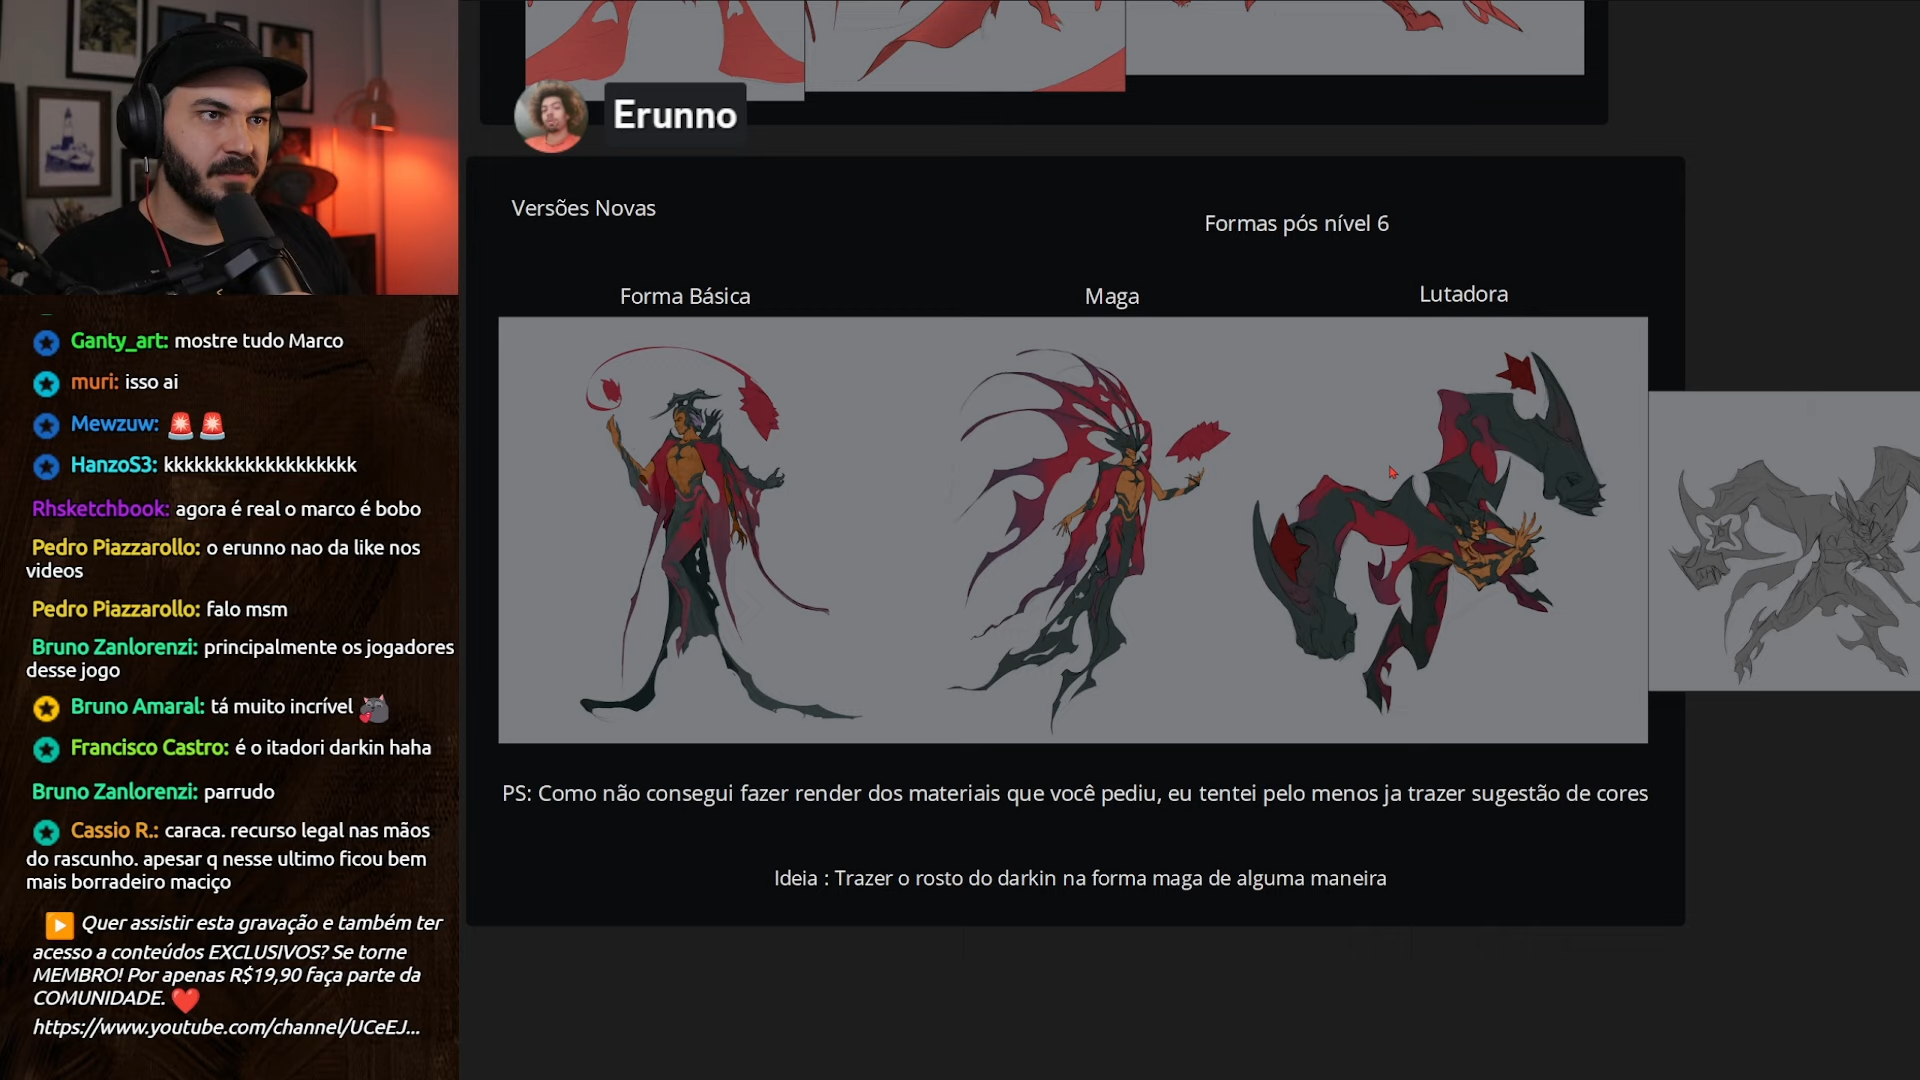 Erunno
Versões Novas
Formas pós nível 6
Forma Básica
Maga
Lutadora
PS: Como não consegui fazer render dos materiais que você pediu, eu tentei pelo menos ja trazer sugestão de cores
Ideia : Trazer o rosto do darkin na forma maga de alguma maneira
Ganty_art: mostre tudo Marco
muri: isso ai
Mewzuw: 🚨🚨
HanzoS3: kkkkkkkkkkkkkkkkkkk
Rhsketchbook: agora é real o marco é bobo
Pedro Piazzarollo: o erunno nao da like nos
videos
Pedro Piazzarollo: falo msm
Bruno Zanlorenzi: principalmente os jogadores
desse jogo
Bruno Amaral: tá muito incrível
Francisco Castro: é o itadori darkin haha
Bruno Zanlorenzi: parrudo
Cassio R.: caraca. recurso legal nas mãos
do rascunho. apesar q nesse ultimo ficou bem
mais borradeiro maciço
▶️ Quer assistir esta gravação e também ter
acesso a conteúdos EXCLUSIVOS? Se torne
MEMBRO! Por apenas R$19,90 faça parte da
COMUNIDADE. ❤️
https://www.youtube.com/channel/UCeEJ...